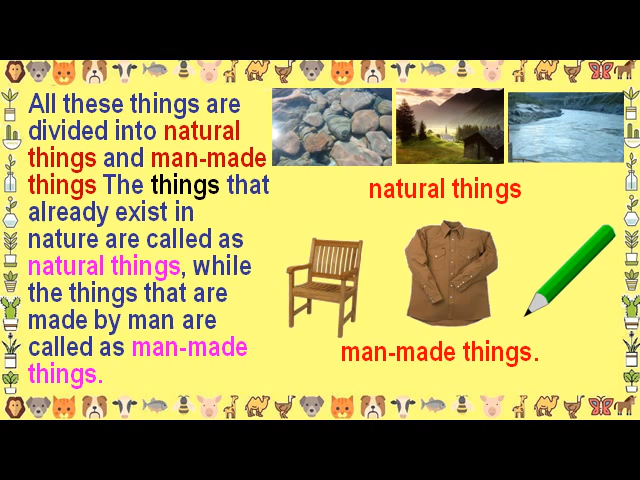 All these things are
divided into natural
things and man-made
things The things that
already exist in
nature are called as
natural things, while
the things that are
made by man are
called as man-made
things.
natural things
man-made things.